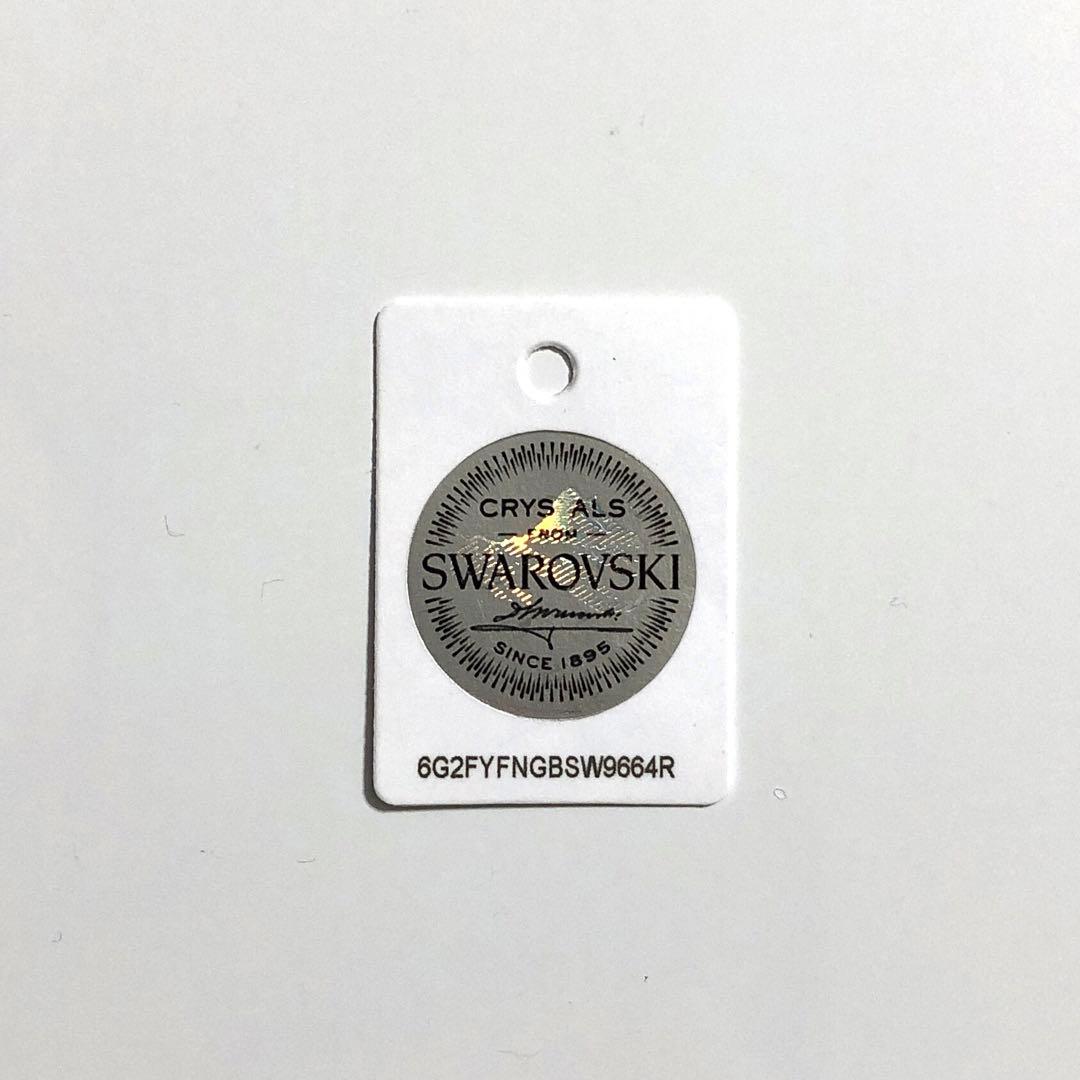 CRYSTALS
FROM
SWAROVSKI
SINCE 1895
6G2FYFNGBSW9664R